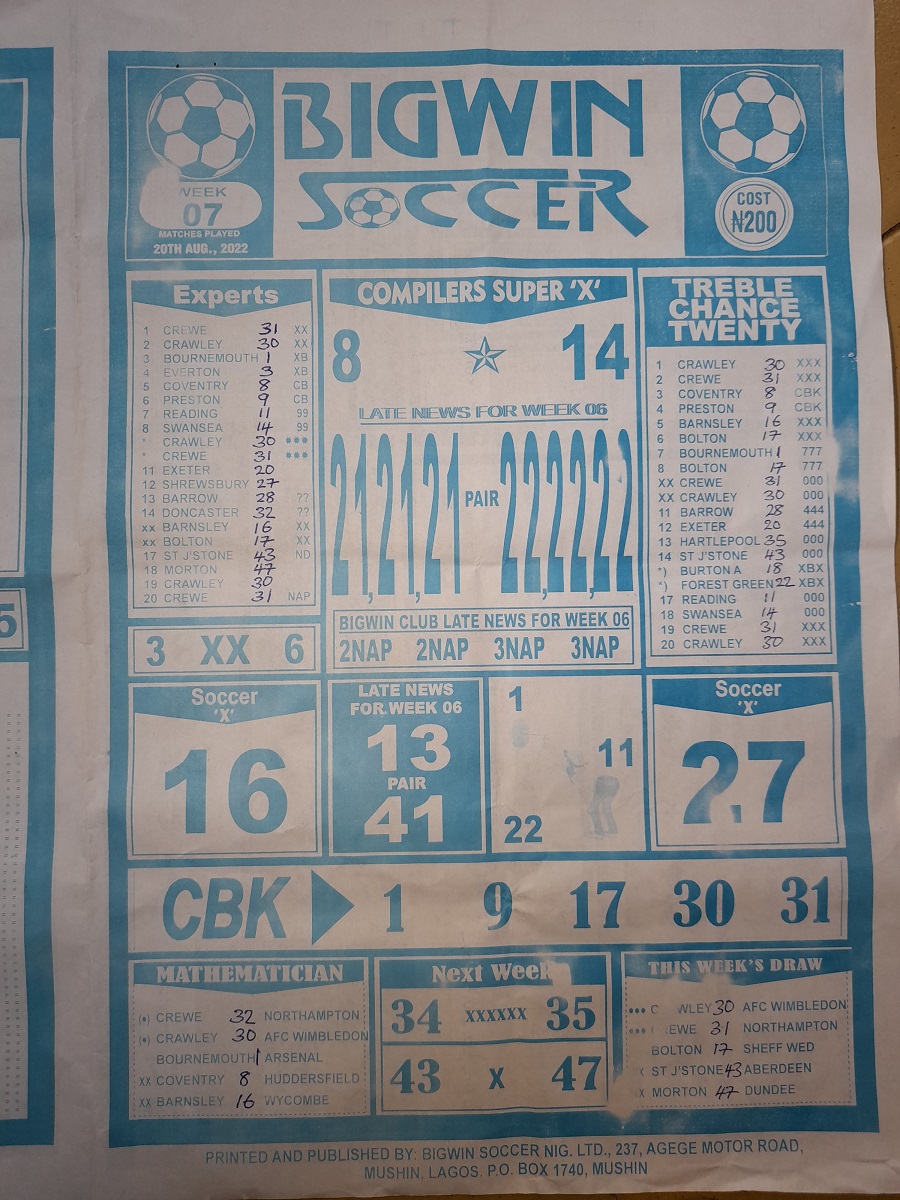 BIGWIN
SOCCER
WEEK
07
MATCHES PLAYED
20TH AUG., 2022
COST
₦200
Experts
1 CREWE 31 XX
2 CRAWLEY 30 XX
3 BOURNEMOUTH 1 XB
4 EVERTON 3 XB
5 COVENTRY 8 CB
6 PRESTON 9 CB
7 READING 11 99
8 SWANSEA 14 99
* CRAWLEY 30 •••
* CREWE 31 •••
11 EXETER 20
12 SHREWSBURY 27
13 BARROW 28 ??
14 DONCASTER 32 ??
XX BARNSLEY 16 XX
XX BOLTON 17 XX
17 ST J'STONE 43 ND
18 MORTON 47
19 CRAWLEY 30
20 CREWE 31 NAP
3 XX 6
COMPILERS SUPER 'X'
8 14
LATE NEWS FOR WEEK 06
21,21,21 PAIR 22,22,22
BIGWIN CLUB LATE NEWS FOR WEEK 06
2NAP 2NAP 3NAP 3NAP
TREBLE
CHANCE
TWENTY
1 CRAWLEY 30 XXX
2 CREWE 31 XXX
3 COVENTRY 8 CBK
4 PRESTON 9 CBK
5 BARNSLEY 16 XXX
6 BOLTON 17 XXX
7 BOURNEMOUTH 1 777
8 BOLTON 17 777
XX CREWE 31 000
XX CRAWLEY 30 000
11 BARROW 28 444
12 EXETER 20 444
13 HARTLEPOOL 35 000
14 ST J'STONE 43 000
*) BURTON A 18 XBX
*) FOREST GREEN 22 XBX
17 READING 11 000
18 SWANSEA 14 000
19 CREWE 31 XXX
20 CRAWLEY 30 XXX
Soccer
'X'
16
LATE NEWS
FOR WEEK 06
13
PAIR
41
1
11
22
Soccer
'X'
27
CBK 1 9 17 30 31
MATHEMATICIAN
(•) CREWE 32 NORTHAMPTON
(•) CRAWLEY 30 AFC WIMBLEDON
BOURNEMOUTH 1 ARSENAL
XX COVENTRY 8 HUDDERSFIELD
XX BARNSLEY 16 WYCOMBE
Next Week
34 XXXXXX 35
43 X 47
THIS WEEK'S DRAW
••• C WLEY 30 AFC WIMBLEDON
••• EWE 31 NORTHAMPTON
BOLTON 17 SHEFF WED
X ST J'STONE 43 ABERDEEN
X MORTON 47 DUNDEE
PRINTED AND PUBLISHED BY: BIGWIN SOCCER NIG. LTD., 237, AGEGE MOTOR ROAD,
MUSHIN, LAGOS. P.O. BOX 1740, MUSHIN
5